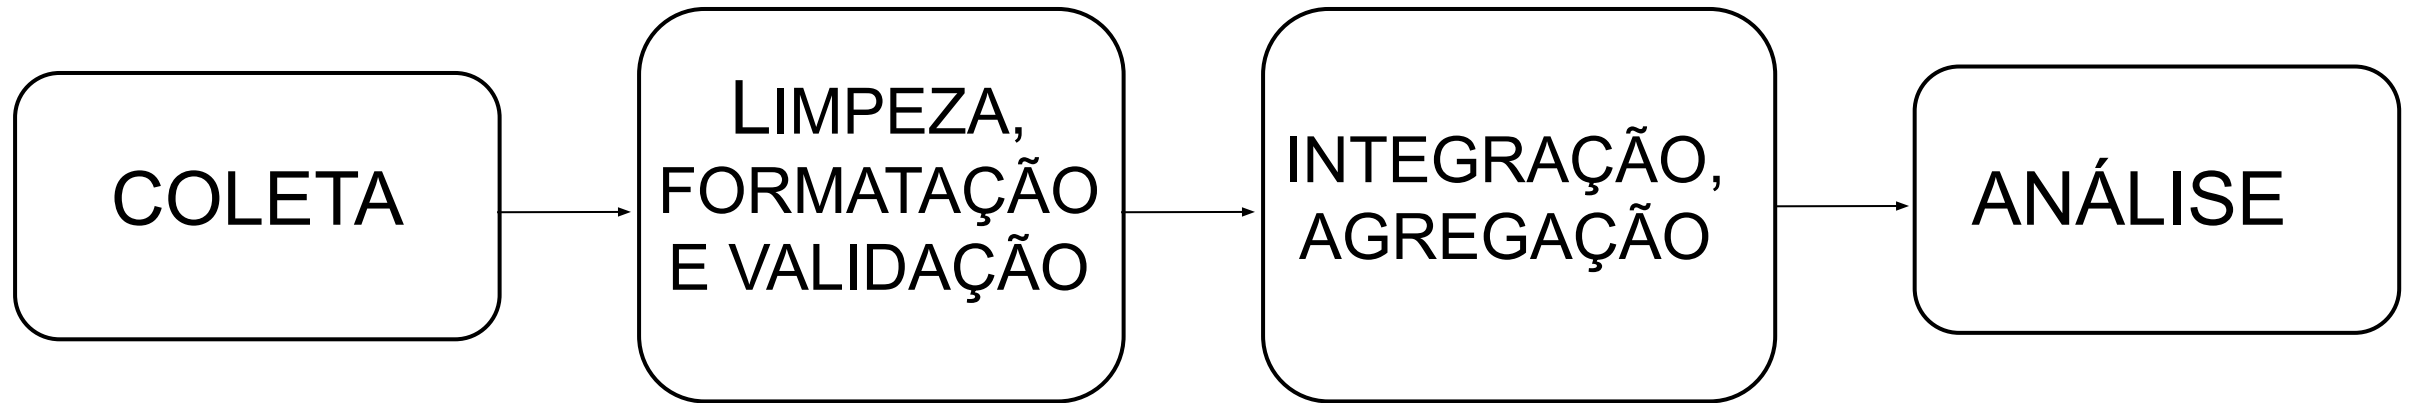 COLETA
LIMPEZA,
FORMATAÇÃO
E VALIDAÇÃO
INTEGRAÇÃO,
AGREGAÇÃO
ANÁLISE